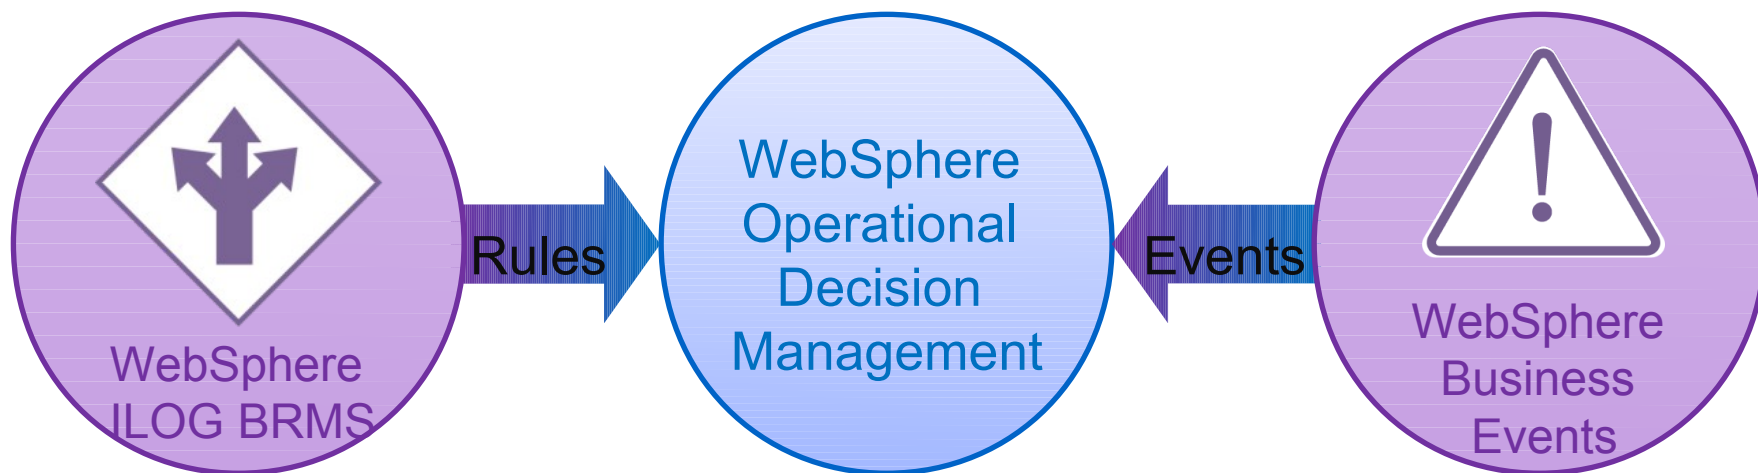 WebSphere
ILOG BRMS
Rules
WebSphere
Operational
Decision
Management
Events
WebSphere
Business
Events